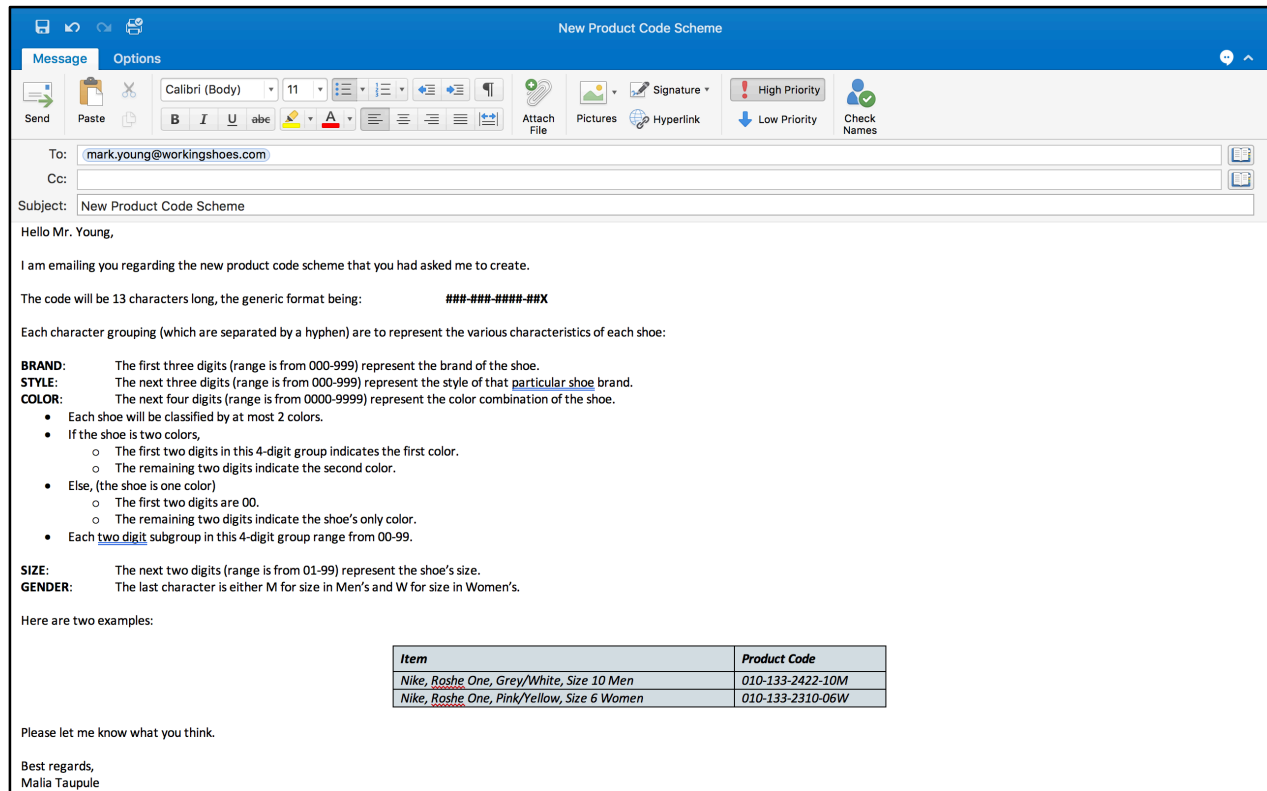 New Product Code Scheme
Message Options
Calibri (Body) 11
Signature
High Priority
Send Paste B I U abc A Attach File Pictures Hyperlink Low Priority Check Names
To: mark.young@workingshoes.com
Cc:
Subject: New Product Code Scheme
Hello Mr. Young,
I am emailing you regarding the new product code scheme that you had asked me to create.
The code will be 13 characters long, the generic format being: ###-###-####-##X
Each character grouping (which are separated by a hyphen) are to represent the various characteristics of each shoe:
BRAND: The first three digits (range is from 000-999) represent the brand of the shoe.
STYLE: The next three digits (range is from 000-999) represent the style of that particular shoe brand.
COLOR: The next four digits (range is from 0000-9999) represent the color combination of the shoe.
• Each shoe will be classified by at most 2 colors.
• If the shoe is two colors,
o The first two digits in this 4-digit group indicates the first color.
o The remaining two digits indicate the second color.
• Else, (the shoe is one color)
o The first two digits are 00.
o The remaining two digits indicate the shoe's only color.
• Each two digit subgroup in this 4-digit group range from 00-99.
SIZE: The next two digits (range is from 01-99) represent the shoe's size.
GENDER: The last character is either M for size in Men's and W for size in Women's.
Here are two examples:
Item Product Code
Nike, Roshe One, Grey/White, Size 10 Men 010-133-2422-10M
Nike, Roshe One, Pink/Yellow, Size 6 Women 010-133-2310-06W
Please let me know what you think.
Best regards,
Malia Taupule